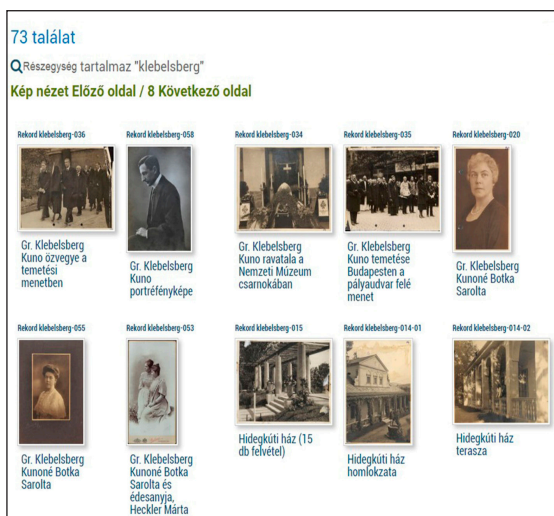 73 találat
Részegység tartalmaz "klebelsberg"
Kép nézet Előző oldal / 8 Következő oldal
Rekord klebelsberg-036
Gr. Klebelsberg
Kuno özvegye a
temetési
menetben
Rekord klebelsberg-058
Gr. Klebelsberg
Kuno
portréfényképe
Rekord klebelsberg-034
Gr. Klebelsberg
Kuno ravatala a
Nemzeti Múzeum
csarnokában
Rekord klebelsberg-035
Gr. Klebelsberg
Kuno temetése
Budapesten a
pályaudvar felé
menet
Rekord klebelsberg-020
Gr. Klebelsberg
Kunoné Botka
Sarolta
Rekord klebelsberg-055
Gr. Klebelsberg
Kunoné Botka
Sarolta
Rekord klebelsberg-053
Gr. Klebelsberg
Kunoné Botka
Sarolta és
édesanyja,
Heckler Márta
Rekord klebelsberg-015
Hidegkúti ház (15
db felvétel)
Rekord klebelsberg-014-01
Hidegkúti ház
homlokzata
Rekord klebelsberg-014-02
Hidegkúti ház
terasza